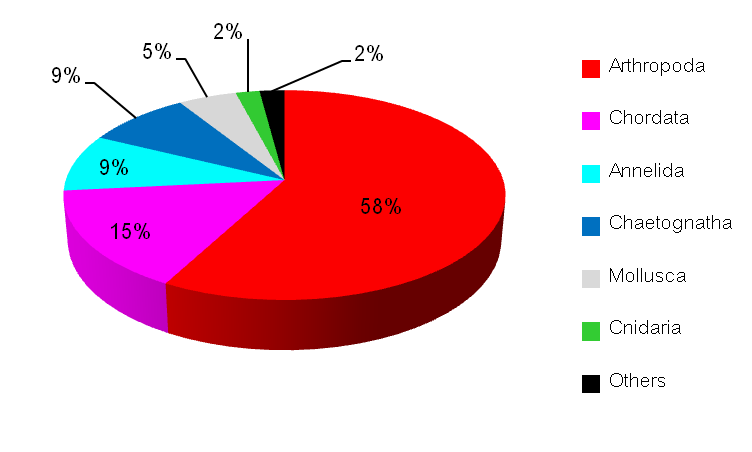 2%
5%
2%
9%
9%
58%
15%
Arthropoda
Chordata
Annelida
Chaetognatha
Mollusca
Cnidaria
Others